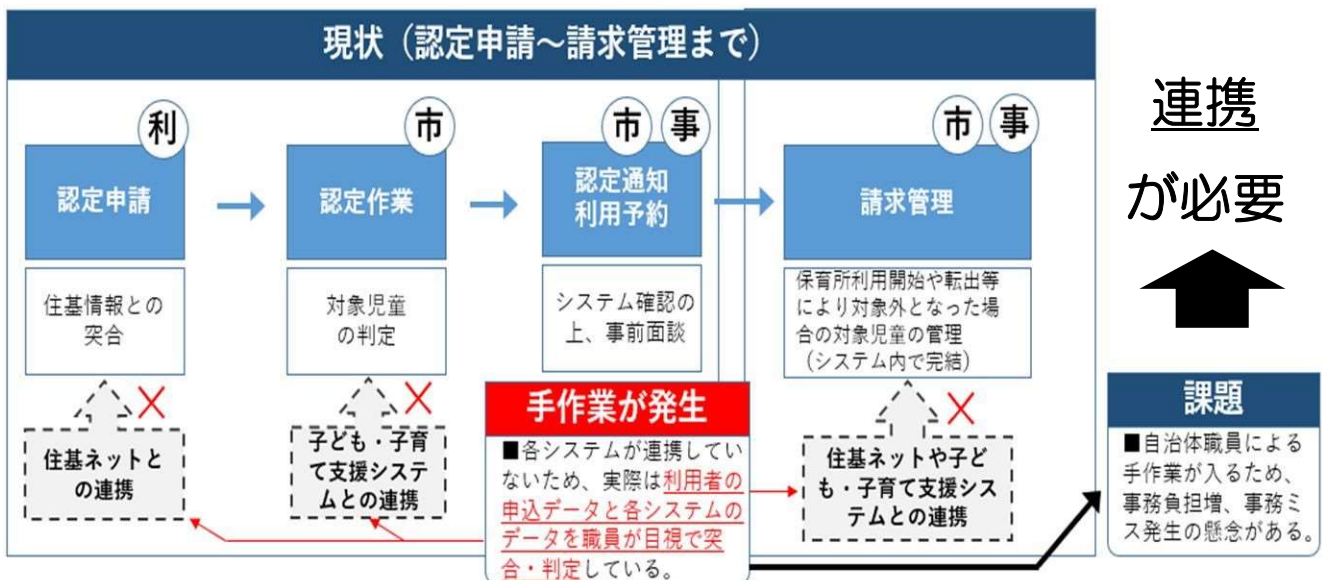 現状（認定申請～請求管理まで）
利
認定申請
住基情報との
突合
住基ネットと
の連携
市
認定作業
対象児童
の判定
子ども・子育
て支援システ
ムとの連携
市 事
認定通知
利用予約
システム確認の
上、事前面談
手作業が発生
■各システムが連携してい
ないため、実際は利用者の
申込データと各システムの
データを職員が目視で突
合・判定している。
市 事
請求管理
保育所利用開始や転出等
により対象外となった場
合の対象児童の管理
（システム内で完結）
住基ネットや子ど
も・子育て支援シス
テムとの連携
連携
が必要
課題
■自治体職員による
手作業が入るため、
事務負担増、事務ミ
ス発生の懸念がある。